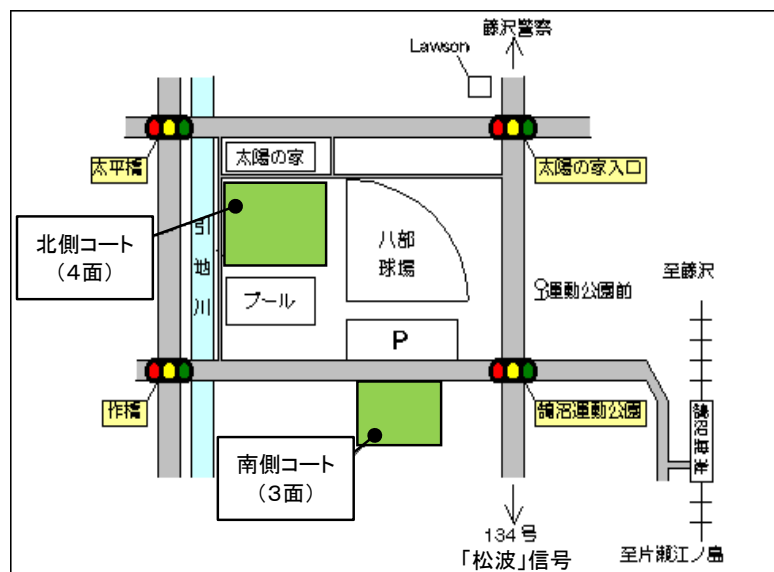 藤沢警察
Lawson
太平橋
太陽の家
太陽の家入口
北側コート
(4面)
引地川
八部
球場
至藤沢
運動公園前
プール
P
作橋
鵠沼運動公園
鵠沼海岸
南側コート
(3面)
134号
「松波」信号
至片瀬江ノ島